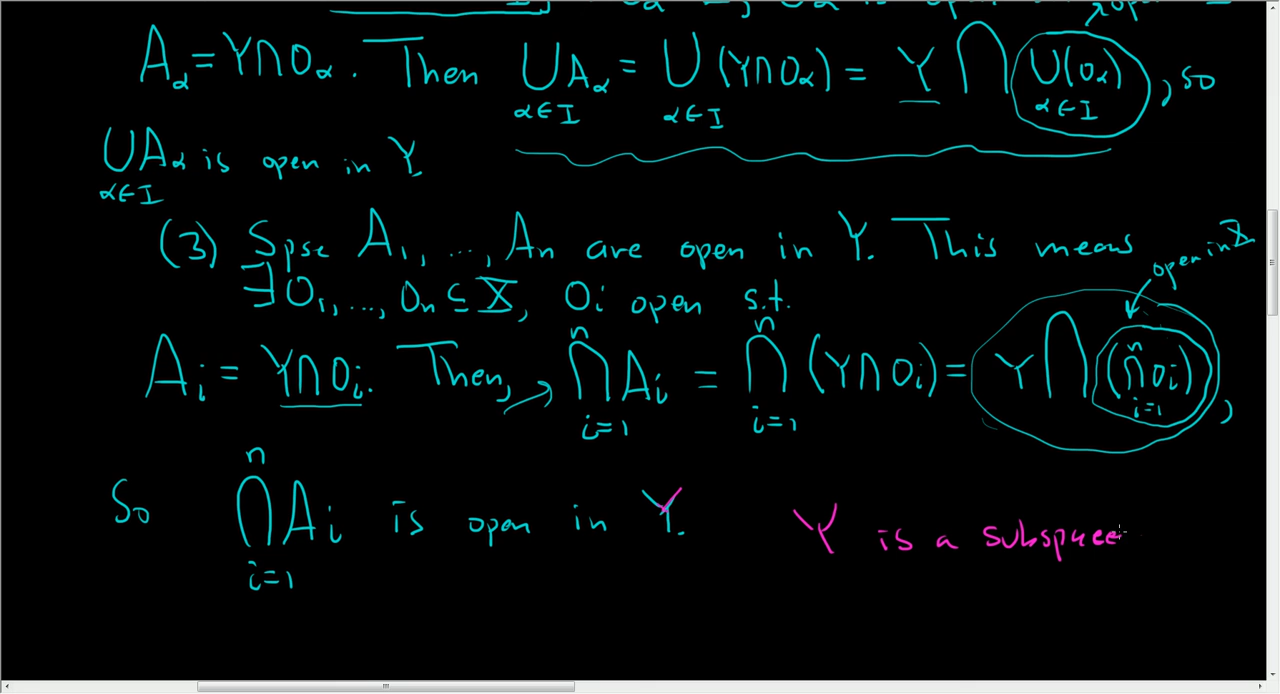 Aα = Y∩Oα. Then ∪ Aα = ∪ (Y∩Oα) = Y ∩ ∪(Oα), so
α∈I α∈I α∈I
∪Aα is open in Y
α∈I
(3) Spse A1, ..., An are open in Y. This means
open in X
∃O1, ..., On ⊆ X, Oi open s.t.
Ai = Y∩Oi. Then, n∩i=1 Ai = n∩i=1 (Y∩Oi) = Y ∩ (n∩i=1 Oi),
So n∩i=1 Ai is open in Y. Y is a subspace